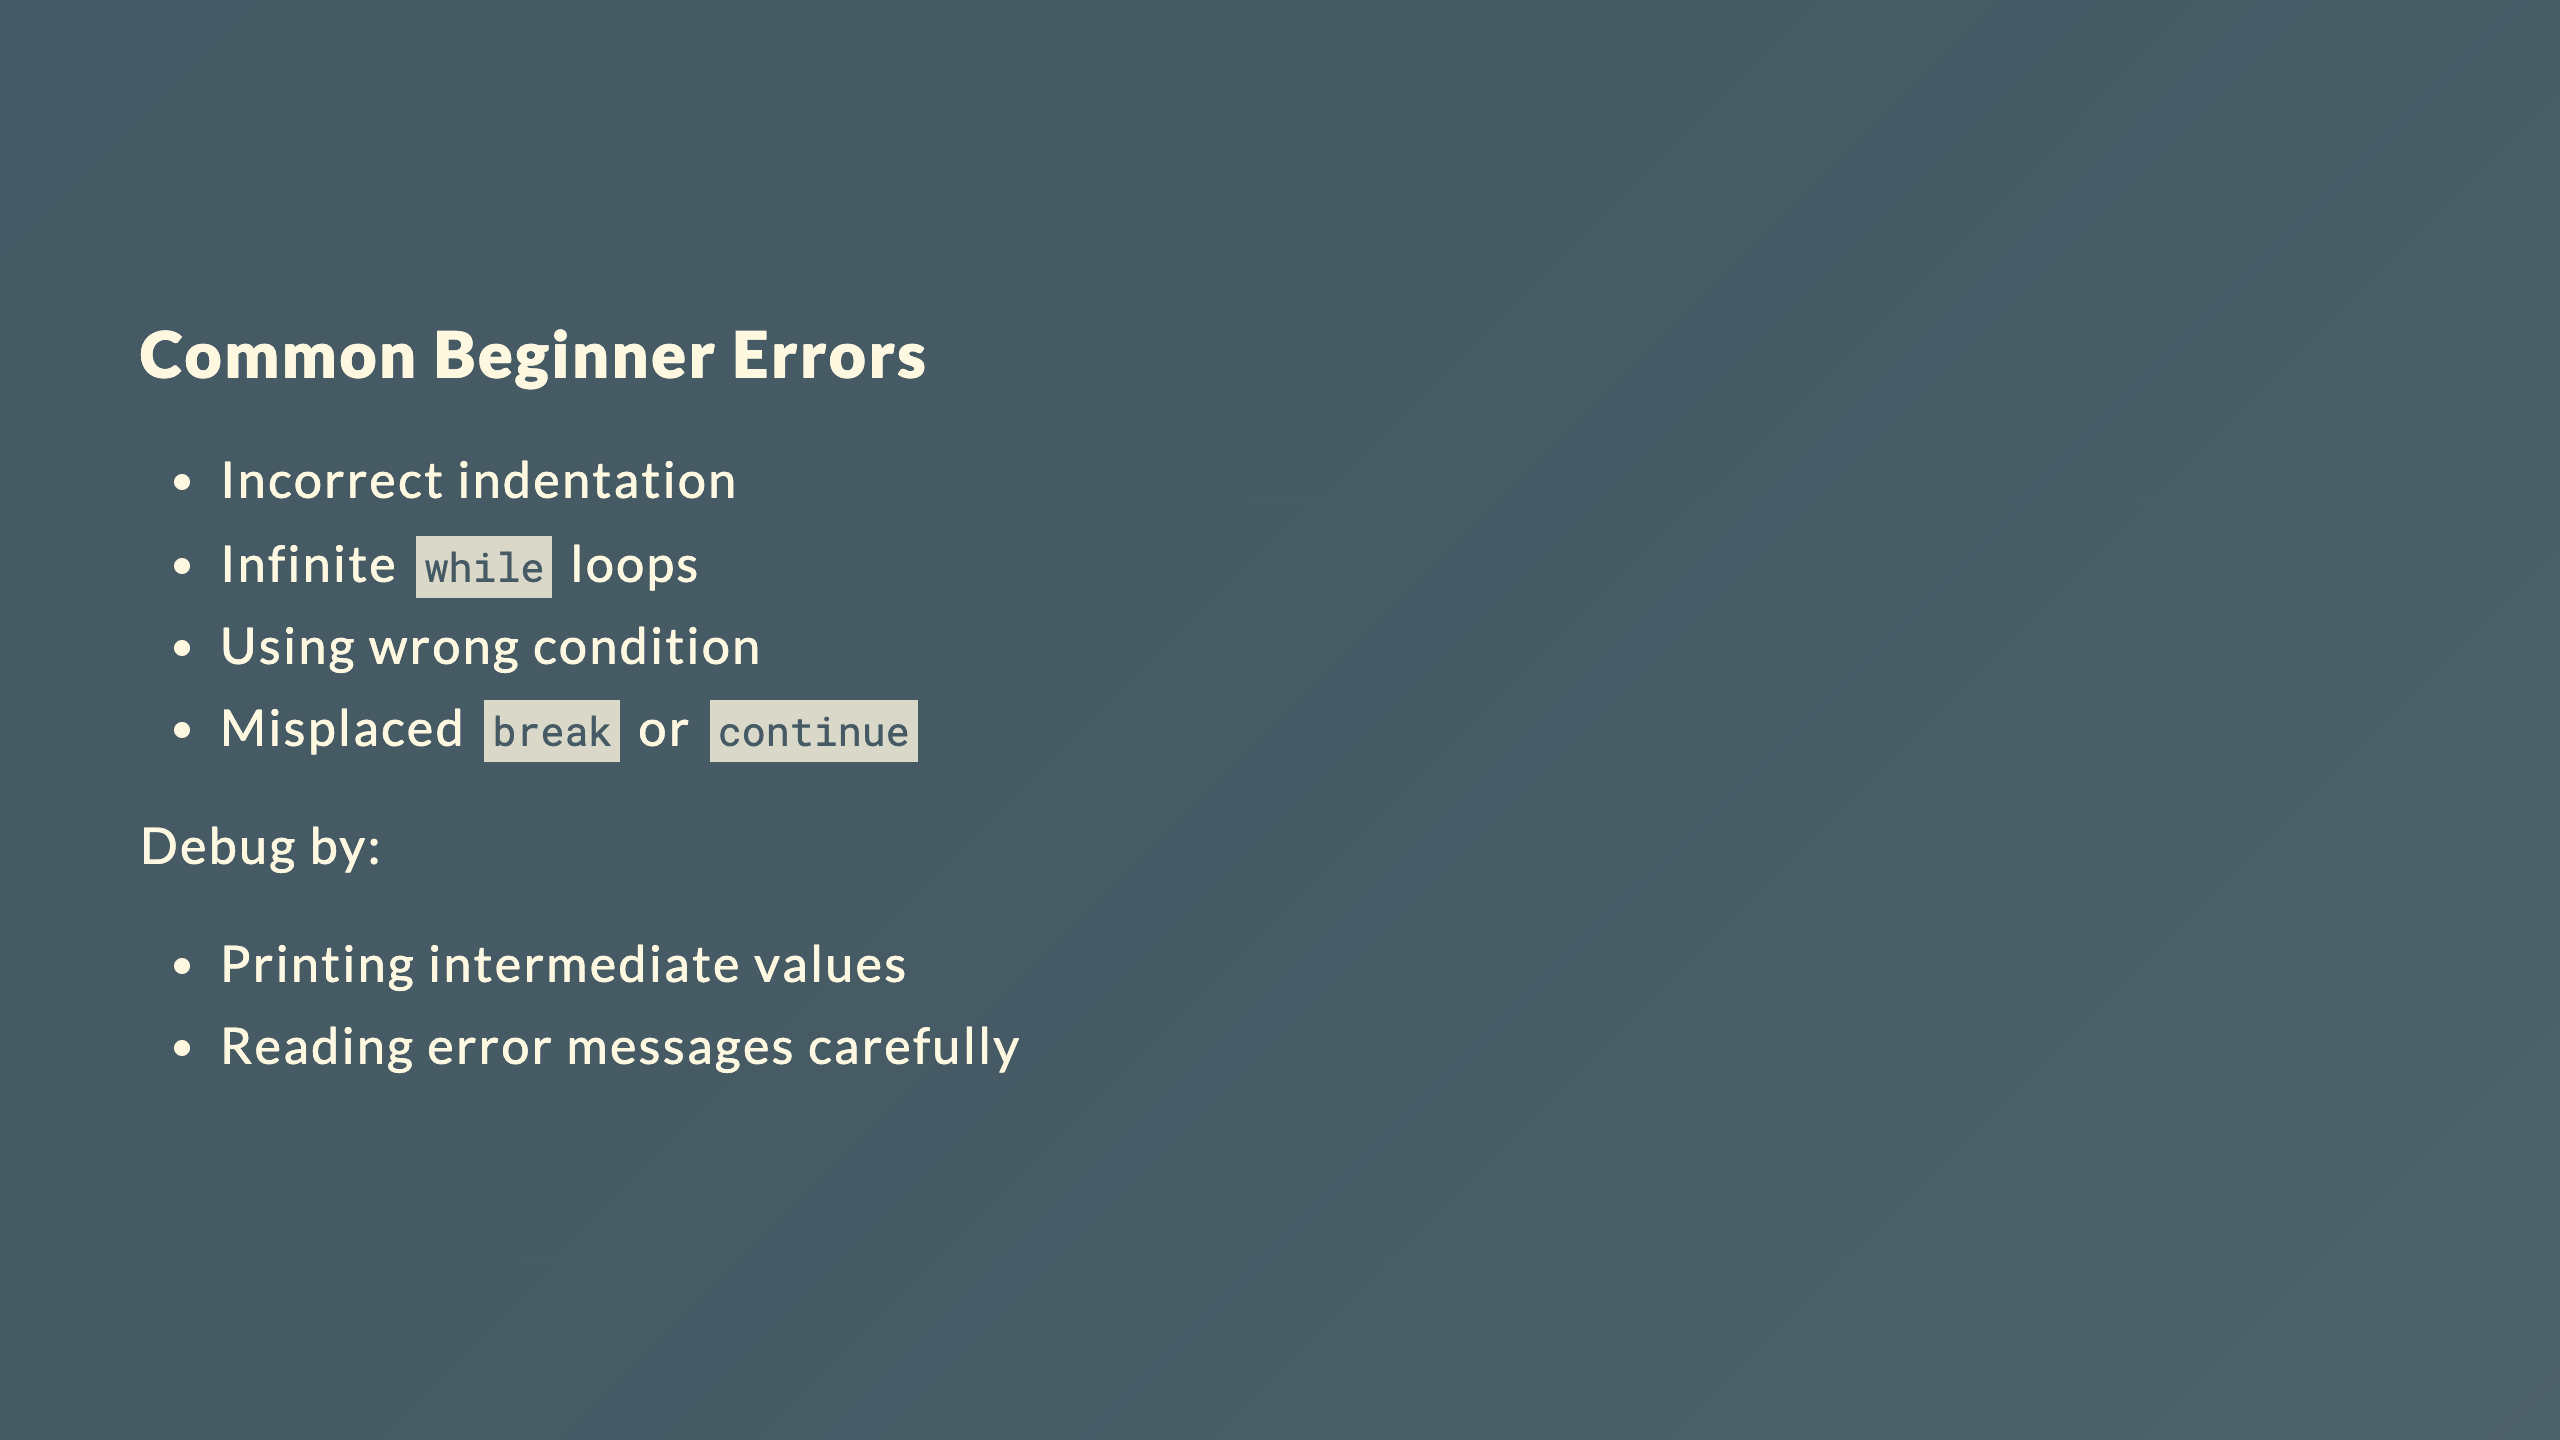 Common Beginner Errors
Incorrect indentation
Infinite while loops
Using wrong condition
Misplaced break or continue
Debug by:
Printing intermediate values
Reading error messages carefully